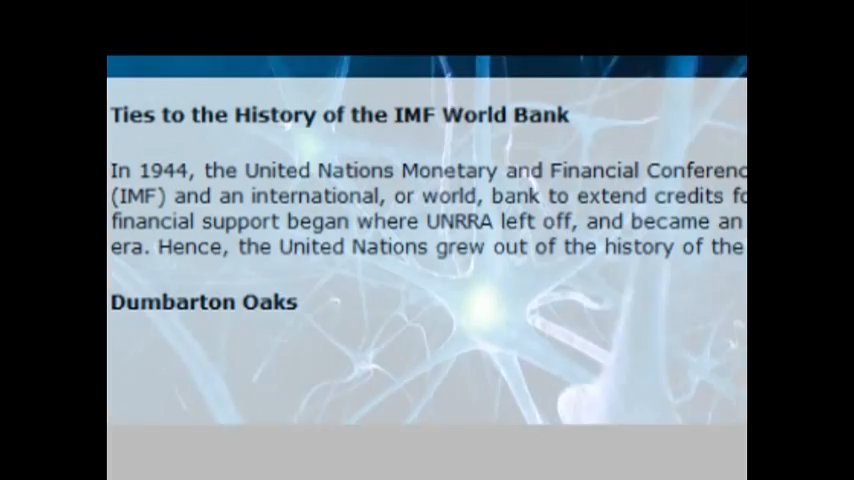 Ties to the History of the IMF World Bank
In 1944, the United Nations Monetary and Financial Conferenc
(IMF) and an international, or world, bank to extend credits fo
financial support began where UNRRA left off, and became an
era. Hence, the United Nations grew out of the history of the
Dumbarton Oaks